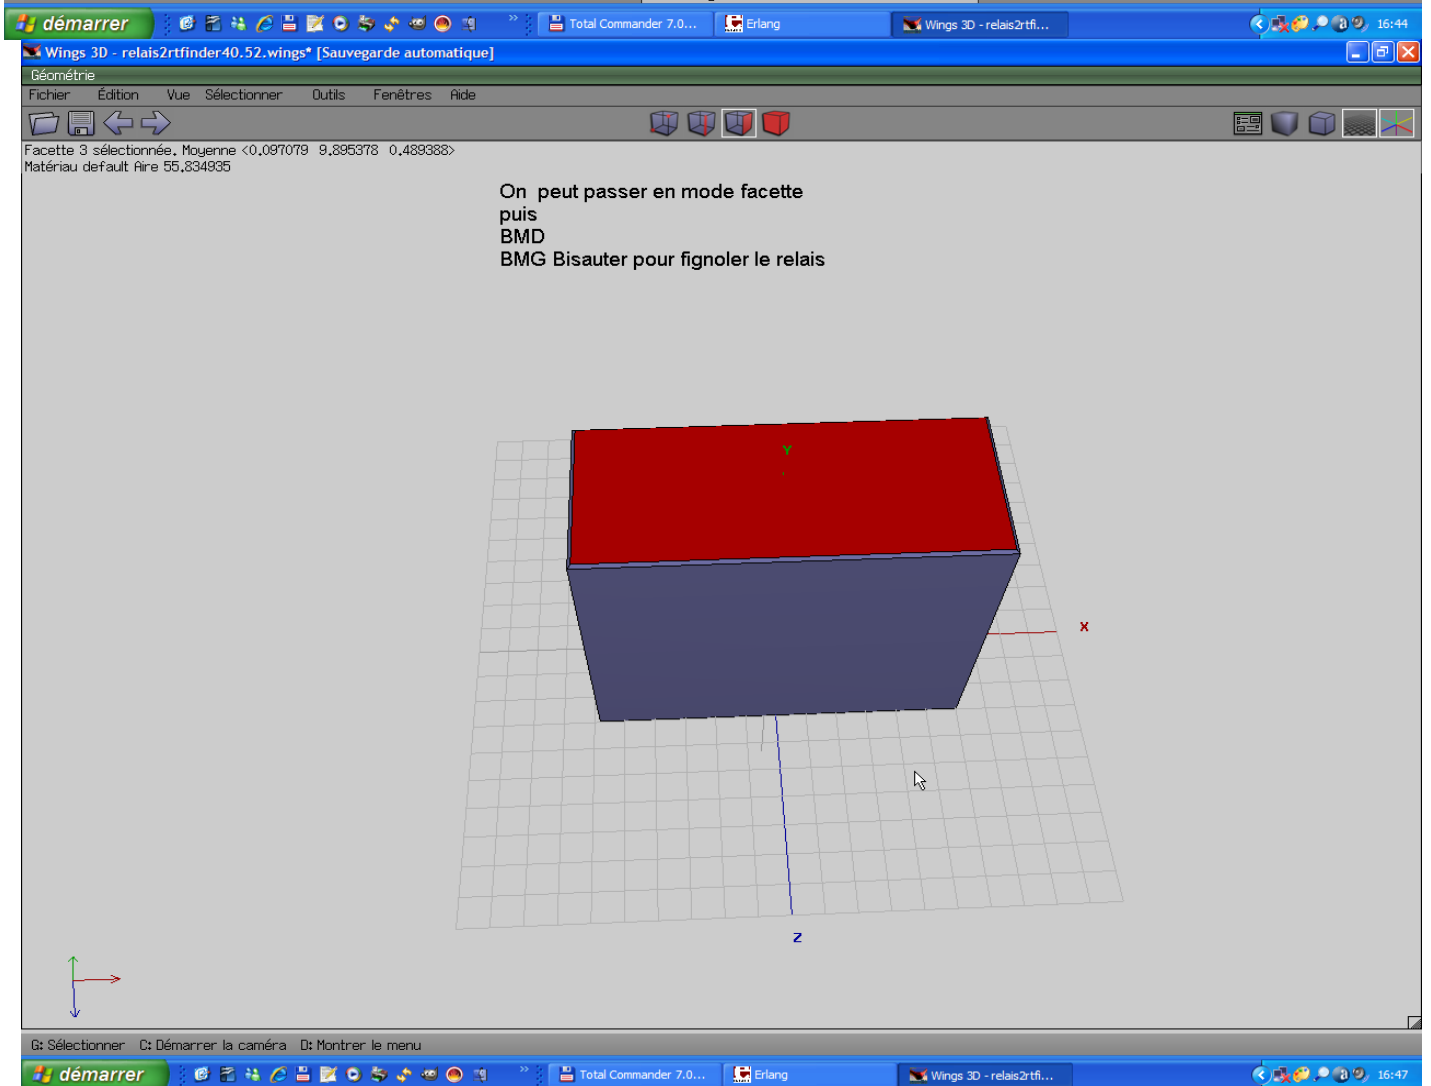 démarrer
Total Commander 7.0...
Erlang
Wings 3D - relais2rtfi...
16:44
Wings 3D - relais2rtfinder40.52.wings* [Sauvegarde automatique]
Géométrie
Fichier Édition Vue Sélectionner Outils Fenêtres Aide
Facette 3 sélectionnée. Moyenne <0.097079 9.895378 0.489388>
Matériau default Aire 55.834935
On peut passer en mode facette
puis
BMD
BMG Bisauter pour fignoler le relais
Y
X
Z
G: Sélectionner C: Démarrer la caméra D: Montrer le menu
démarrer
Total Commander 7.0...
Erlang
Wings 3D - relais2rtfi...
16:47